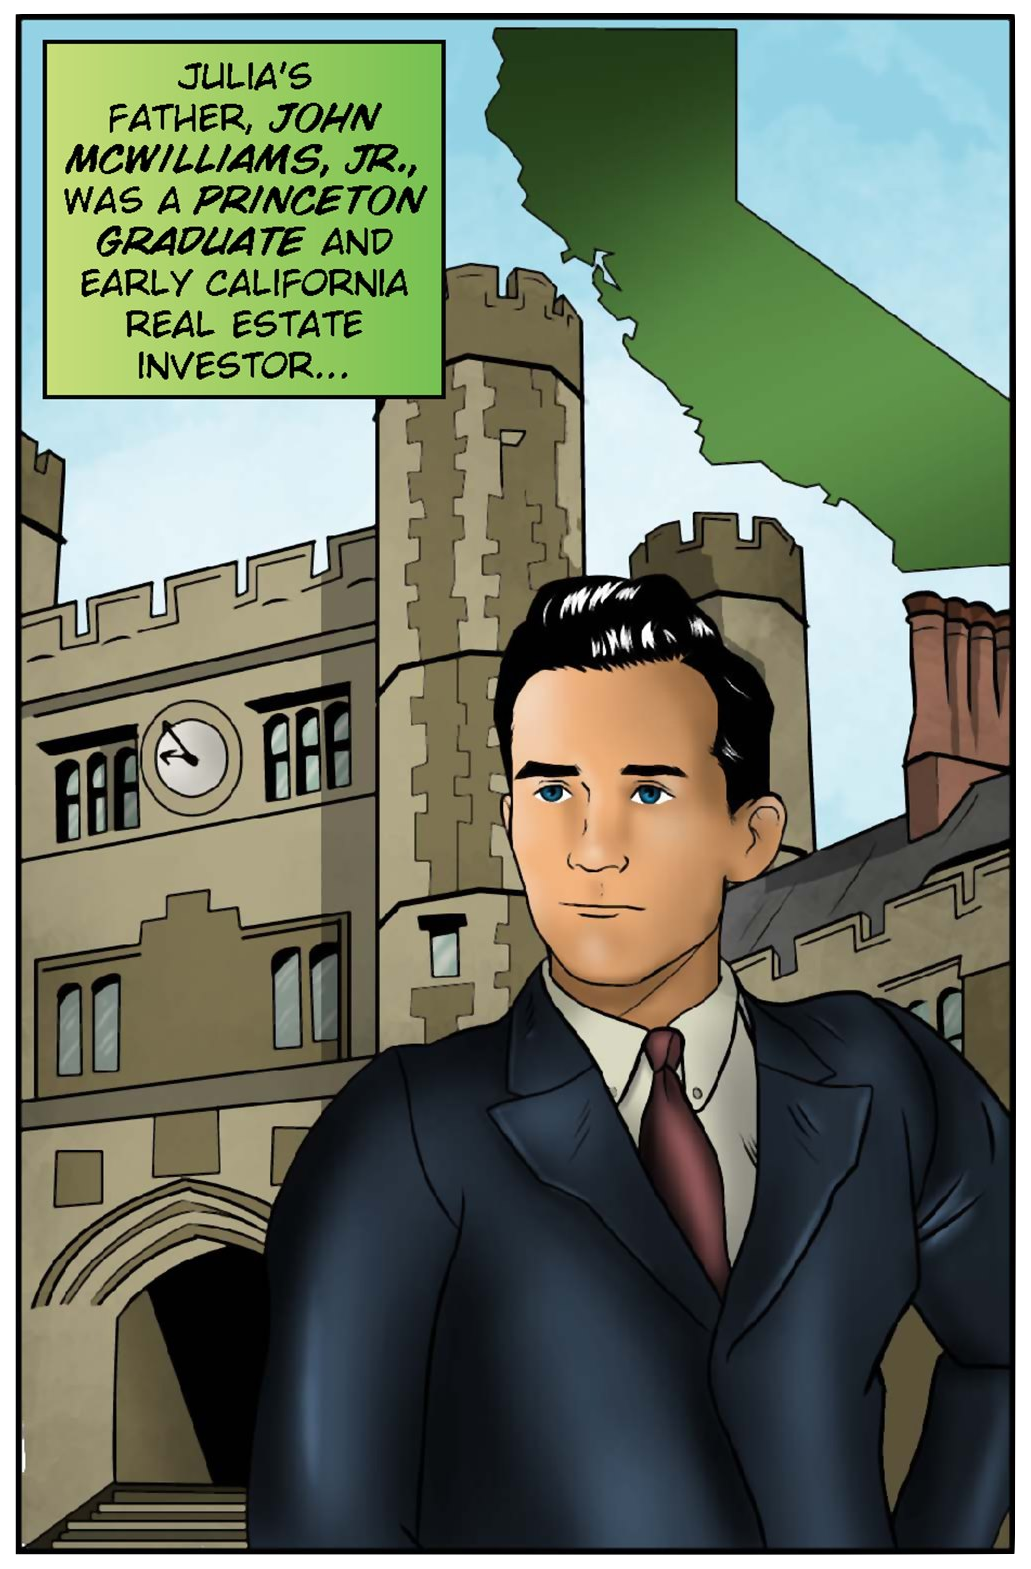 JULIA'S
FATHER, JOHN
MCWILLIAMS, JR.,
WAS A PRINCETON
GRADUATE AND
EARLY CALIFORNIA
REAL ESTATE
INVESTOR...